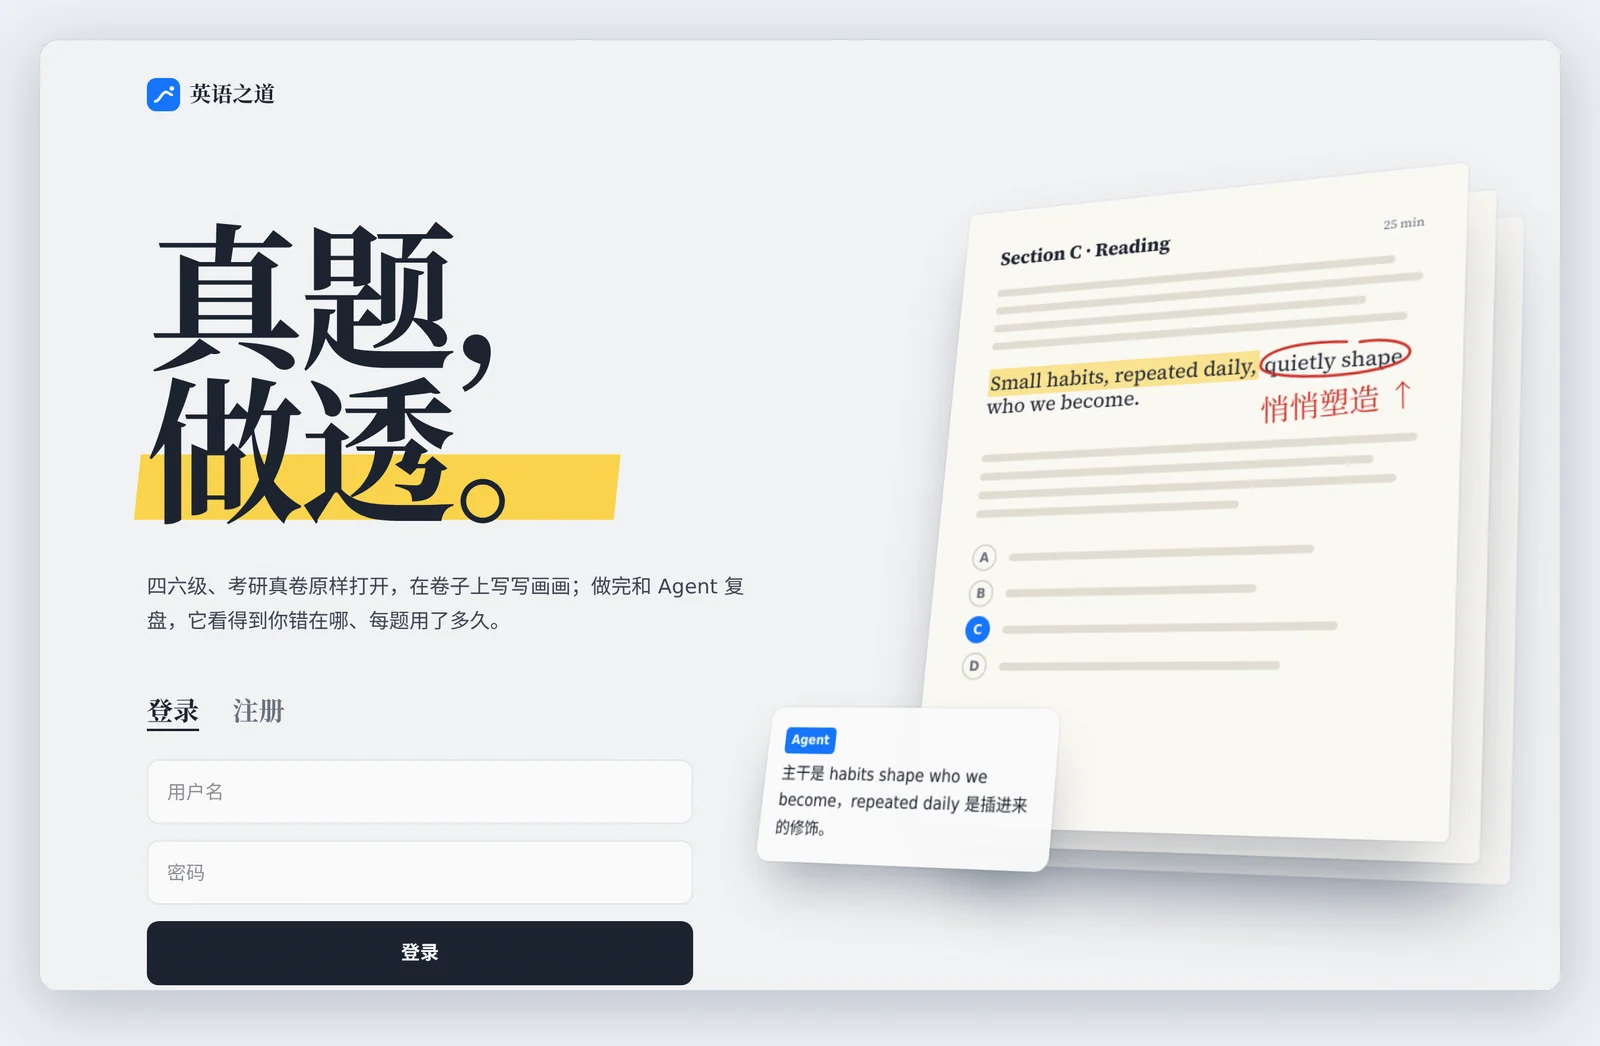 英语之道
真题，
做透。
四六级、考研真卷原样打开，在卷子上写写画画；做完和 Agent 复
盘，它看得到你错在哪、每题用了多久。
登录 注册
用户名
密码
登录
Section C · Reading
25 min
Small habits, repeated daily, quietly shape
who we become.
悄悄塑造 ↑
A
B
C
D
Agent
主干是 habits shape who we
become，repeated daily 是插进来
的修饰。